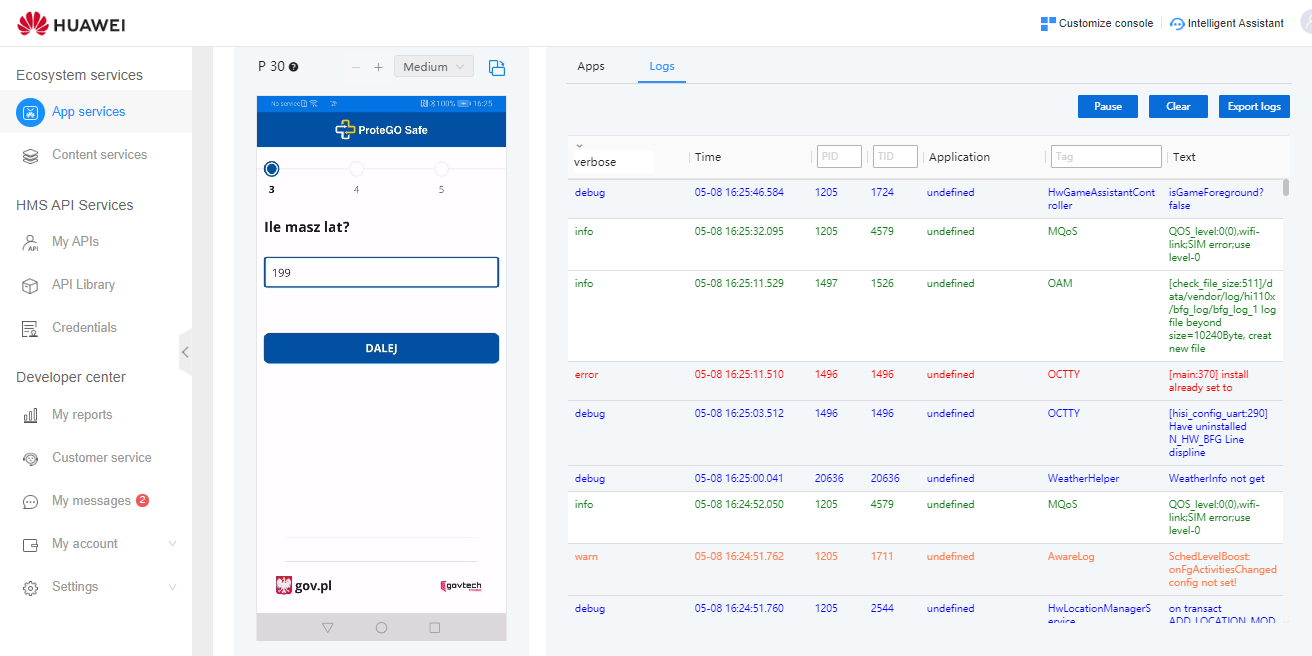 HUAWEI
Customize console
Intelligent Assistant
Ecosystem services
App services
Content services
HMS API Services
My APIs
API Library
Credentials
Developer center
My reports
Customer service
My messages 2
My account
Settings
P 30 ?
− + Medium
No service
100% 16:25
ProteGO Safe
3 4 5
Ile masz lat?
199
DALEJ
gov.pl
govtech
Apps Logs
Pause Clear Export logs
verbose Time PID TID Application Tag Text
debug 05-08 16:25:46.584 1205 1724 undefined HwGameAssistantCont isGameForeground?
roller false
info 05-08 16:25:32.095 1205 4579 undefined MQoS QOS_level:0(0),wifi-
link;SIM error;use
level-0
info 05-08 16:25:11.529 1497 1526 undefined OAM [check_file_size:511]/d
ata/vendor/log/hi110x
/bfg_log/bfg_log_1 log
file beyond
size=10240Byte, creat
new file
error 05-08 16:25:11.510 1496 1496 undefined OCTTY [main:370] install
already set to
debug 05-08 16:25:03.512 1496 1496 undefined OCTTY [hisi_config_uart:290]
Have uninstalled
N_HW_BFG Line
displine
debug 05-08 16:25:00.041 20636 20636 undefined WeatherHelper WeatherInfo not get
info 05-08 16:24:52.050 1205 4579 undefined MQoS QOS_level:0(0),wifi-
link;SIM error;use
level-0
warn 05-08 16:24:51.762 1205 1711 undefined AwareLog SchedLevelBoost:
onFgActivitiesChanged
config not set!
debug 05-08 16:24:51.760 1205 2544 undefined HwLocationManagerS on transact
ervice ADD_LOCATION_MOD